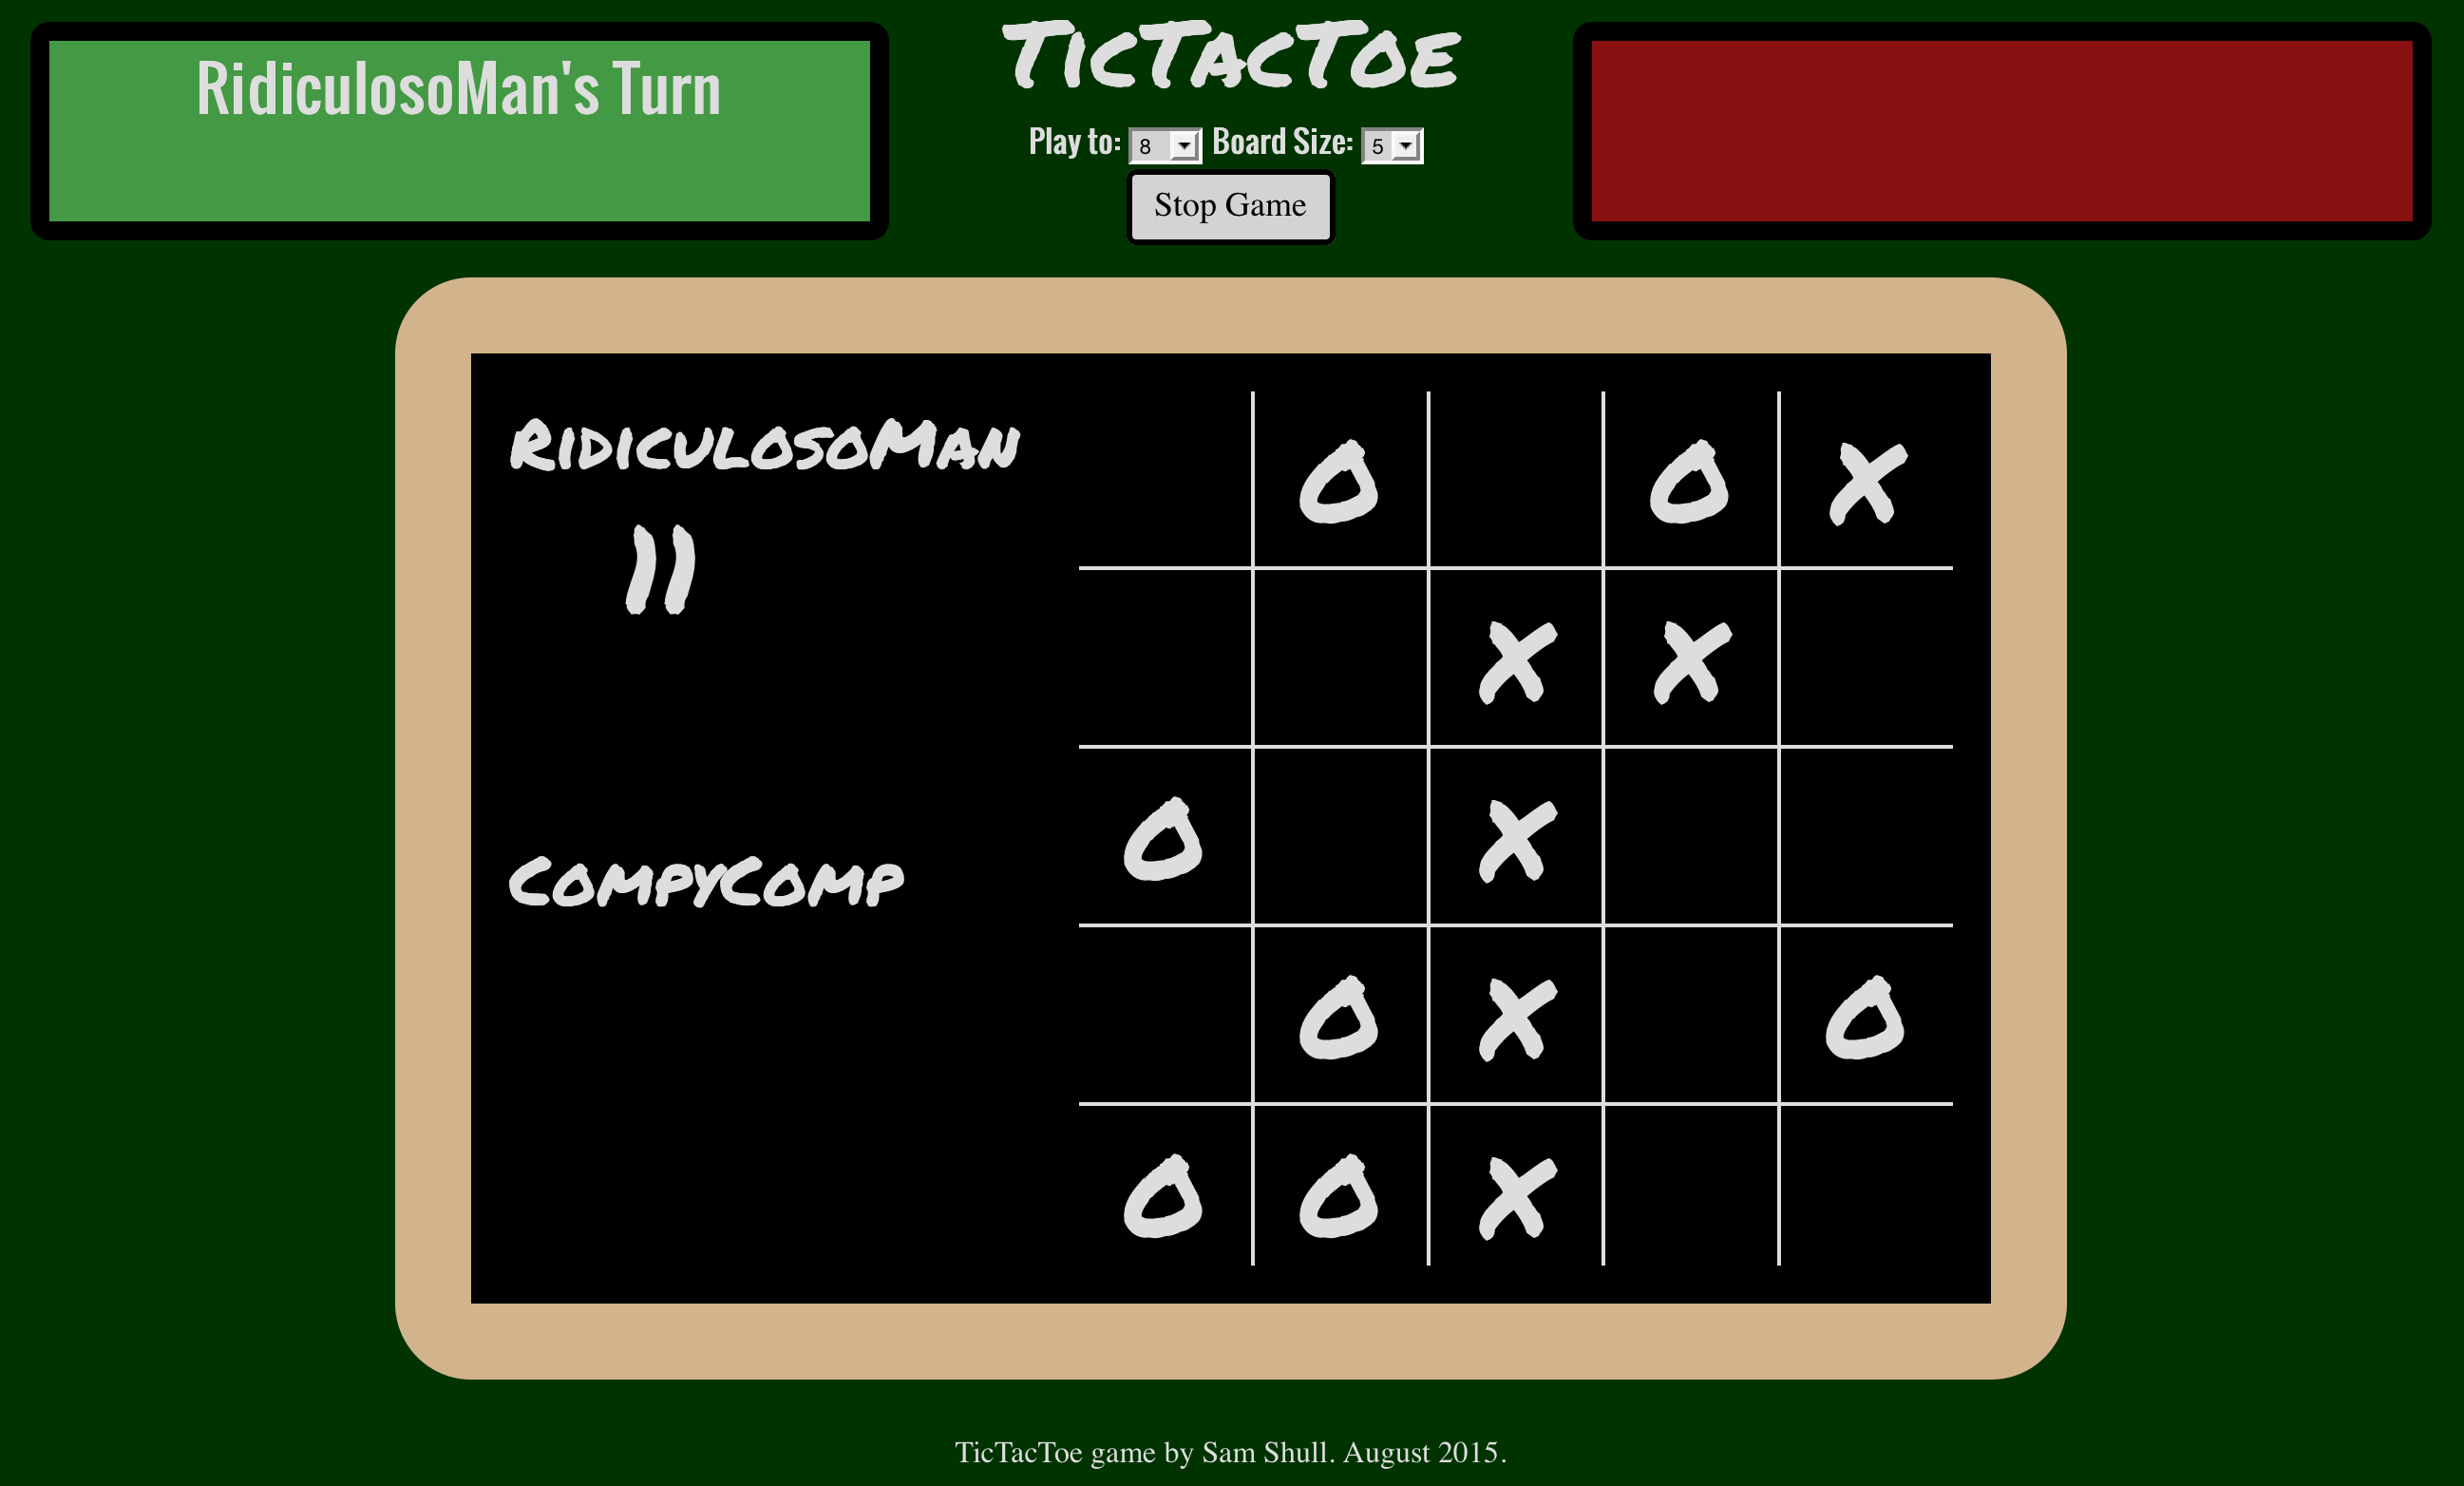 RidiculosoMan's Turn
TicTacToe
Play to: 8 Board Size: 5
Stop Game
RidiculosoMan
||
CompyComp
O O X
X X
O X
O X O
O O X
TicTacToe game by Sam Shull. August 2015.